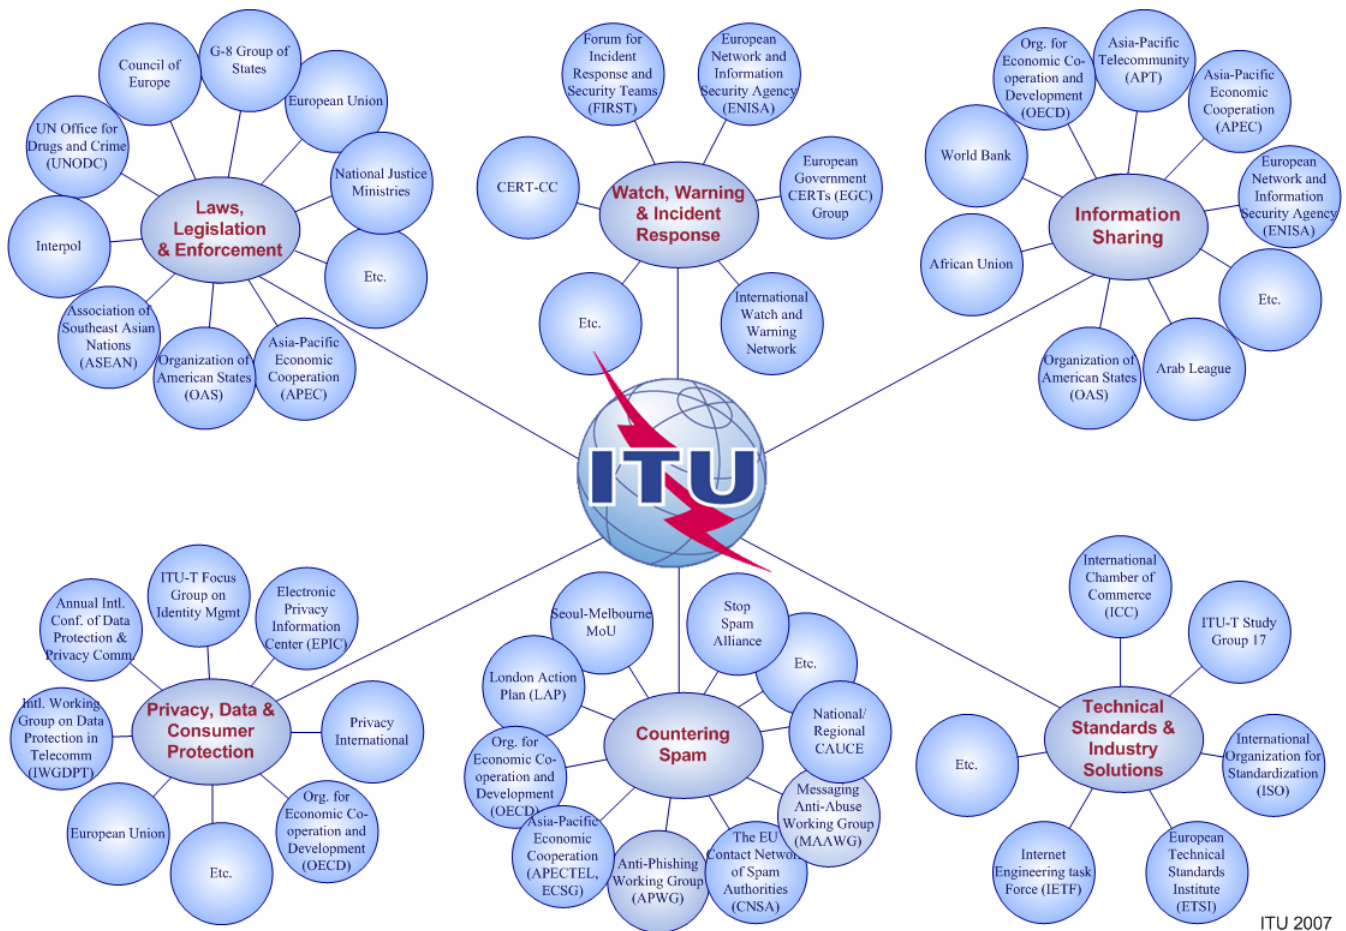 Laws,
Legislation
& Enforcement
Council of
Europe
G-8 Group of
States
European Union
National Justice
Ministries
Etc.
Asia-Pacific
Economic
Cooperation
(APEC)
Organization of
American States
(OAS)
Association of
Southeast Asian
Nations
(ASEAN)
Interpol
UN Office for
Drugs and Crime
(UNODC)
Watch, Warning
& Incident
Response
Forum for
Incident
Response and
Security Teams
(FIRST)
European
Network and
Information
Security Agency
(ENISA)
European
Government
CERTs (EGC)
Group
International
Watch and
Warning
Network
Etc.
CERT-CC
Information
Sharing
Org. for
Economic Co-
operation and
Development
(OECD)
Asia-Pacific
Telecommunity
(APT)
Asia-Pacific
Economic
Cooperation
(APEC)
European
Network and
Information
Security Agency
(ENISA)
Etc.
Arab League
Organization of
American States
(OAS)
African Union
World Bank
ITU
Privacy, Data &
Consumer
Protection
Annual Intl.
Conf. of Data
Protection &
Privacy Comm.
ITU-T Focus
Group on
Identity Mgmt
Electronic
Privacy
Information
Center (EPIC)
Privacy
International
Org. for
Economic Co-
operation and
Development
(OECD)
Etc.
European Union
Intl. Working
Group on Data
Protection in
Telecomm
(IWGDPT)
Countering
Spam
Seoul-Melbourne
MoU
Stop
Spam
Alliance
Etc.
National/
Regional
CAUCE
Messaging
Anti-Abuse
Working Group
(MAAWG)
The EU
Contact Network
of Spam
Authorities
(CNSA)
Anti-Phishing
Working Group
(APWG)
Asia-Pacific
Economic
Cooperation
(APECTEL,
ECSG)
Org. for
Economic Co-
operation and
Development
(OECD)
London Action
Plan (LAP)
Technical
Standards &
Industry
Solutions
International
Chamber of
Commerce
(ICC)
ITU-T Study
Group 17
International
Organization for
Standardization
(ISO)
European
Technical
Standards
Institute
(ETSI)
Internet
Engineering task
Force (IETF)
Etc.
ITU 2007